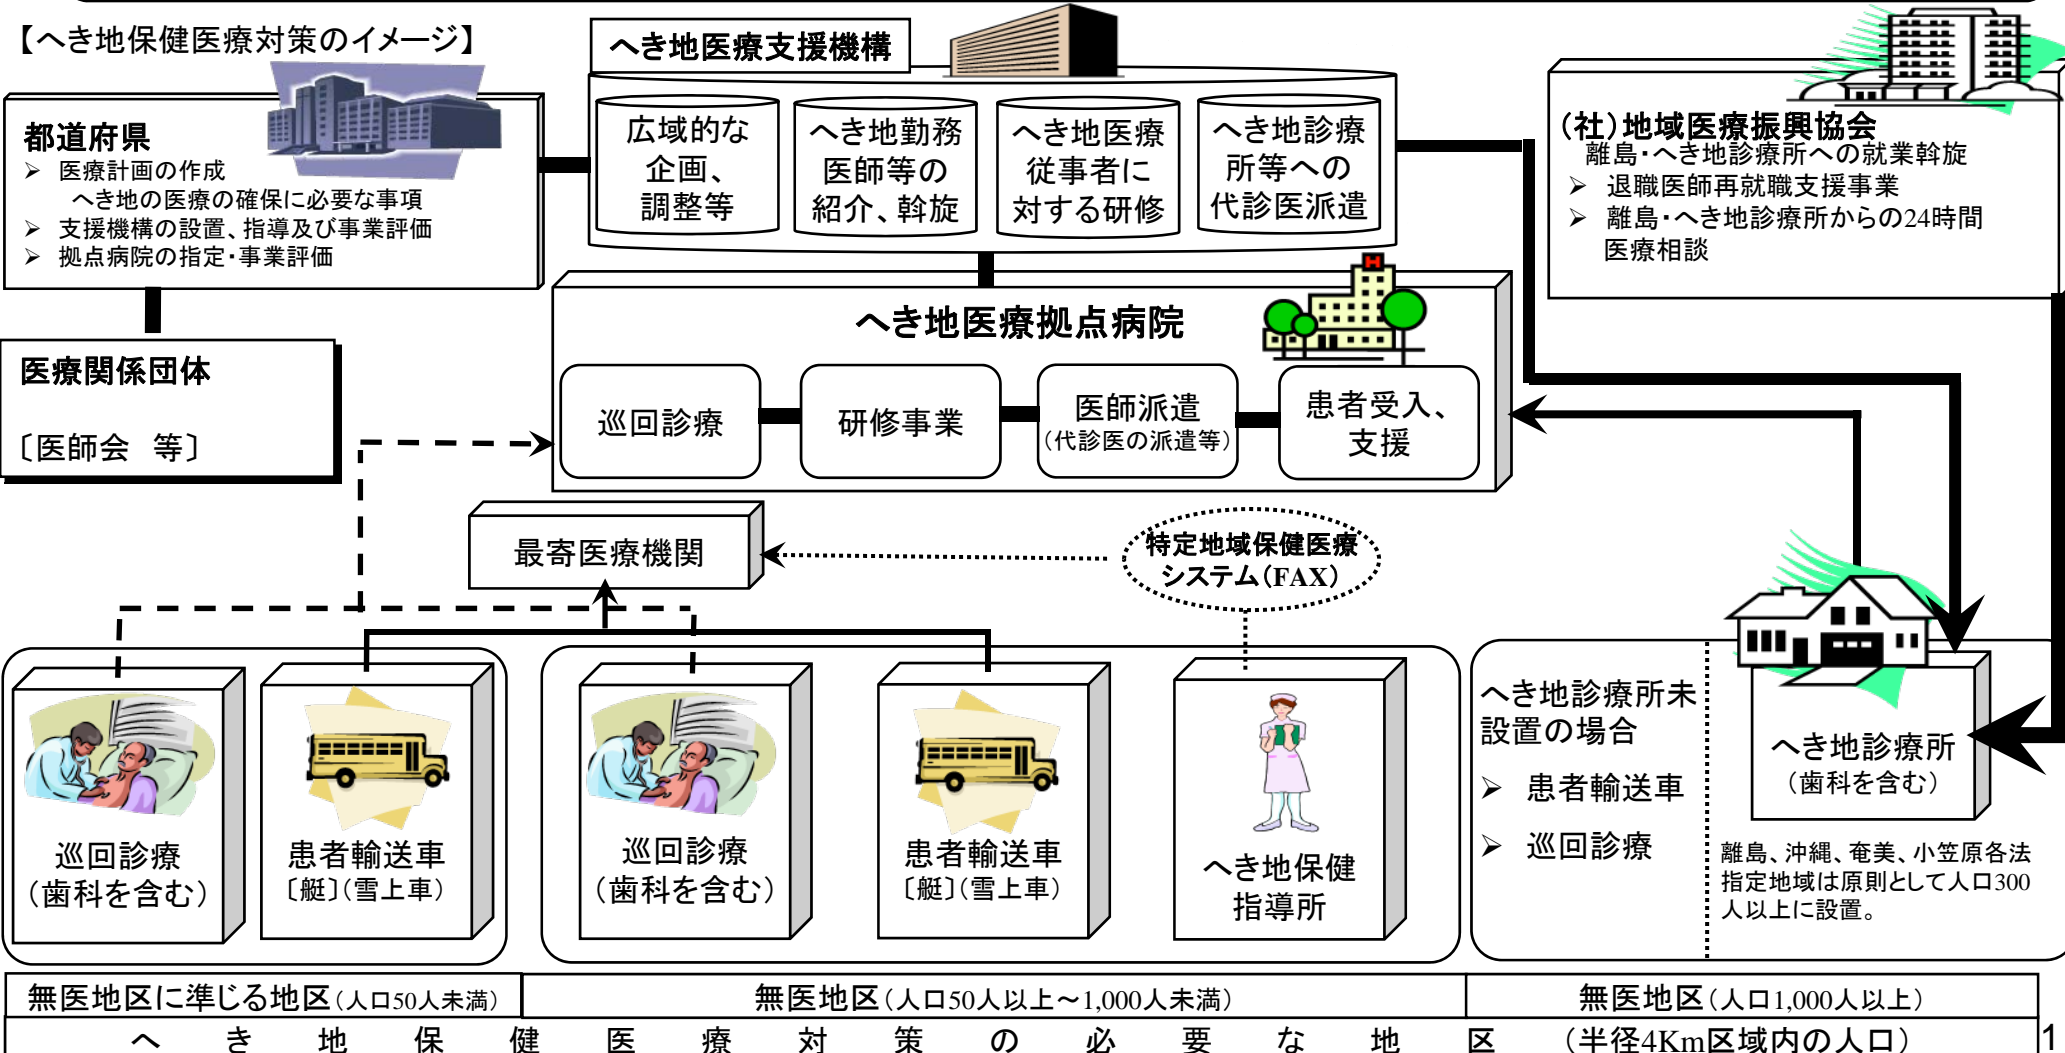 【へき地保健医療対策のイメージ】
へき地医療支援機構
都道府県
➢ 医療計画の作成
へき地の医療の確保に必要な事項
➢ 支援機構の設置、指導及び事業評価
➢ 拠点病院の指定・事業評価
広域的な
企画、
調整等
へき地勤務
医師等の
紹介、斡旋
へき地医療
従事者に
対する研修
へき地診療
所等への
代診医派遣
（社）地域医療振興協会
離島・へき地診療所への就業斡旋
➢ 退職医師再就職支援事業
➢ 離島・へき地診療所からの24時間
医療相談
医療関係団体
〔医師会 等〕
H
へき地医療拠点病院
巡回診療
研修事業
医師派遣
（代診医の派遣等）
患者受入、
支援
最寄医療機関
特定地域保健医療
システム（FAX）
巡回診療
（歯科を含む）
患者輸送車
〔艇〕（雪上車）
巡回診療
（歯科を含む）
患者輸送車
〔艇〕（雪上車）
へき地保健
指導所
へき地診療所未
設置の場合
➢ 患者輸送車
➢ 巡回診療
へき地診療所
（歯科を含む）
離島、沖縄、奄美、小笠原各法
指定地域は原則として人口300
人以上に設置。
無医地区に準じる地区（人口50人未満）
無医地区（人口50人以上～1,000人未満）
無医地区（人口1,000人以上）
へき地保健医療対策の必要な地区 （半径4Km区域内の人口）
1